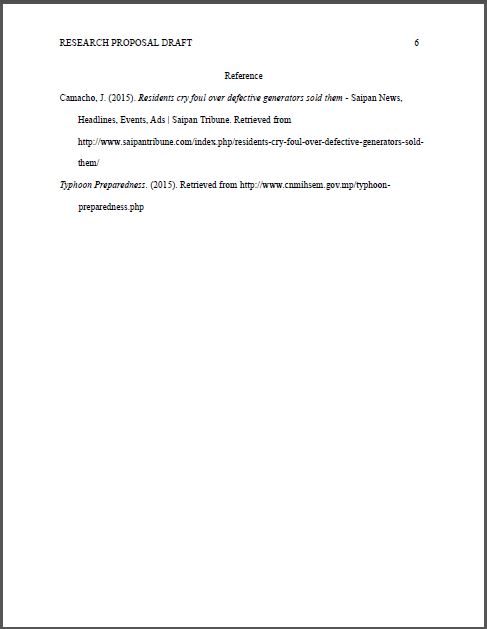 RESEARCH PROPOSAL DRAFT 6
Reference
Camacho, J. (2015). Residents cry foul over defective generators sold them - Saipan News,
Headlines, Events, Ads | Saipan Tribune. Retrieved from
http://www.saipantribune.com/index.php/residents-cry-foul-over-defective-generators-sold-
them/
Typhoon Preparedness. (2015). Retrieved from http://www.cnmihsem.gov.mp/typhoon-
preparedness.php